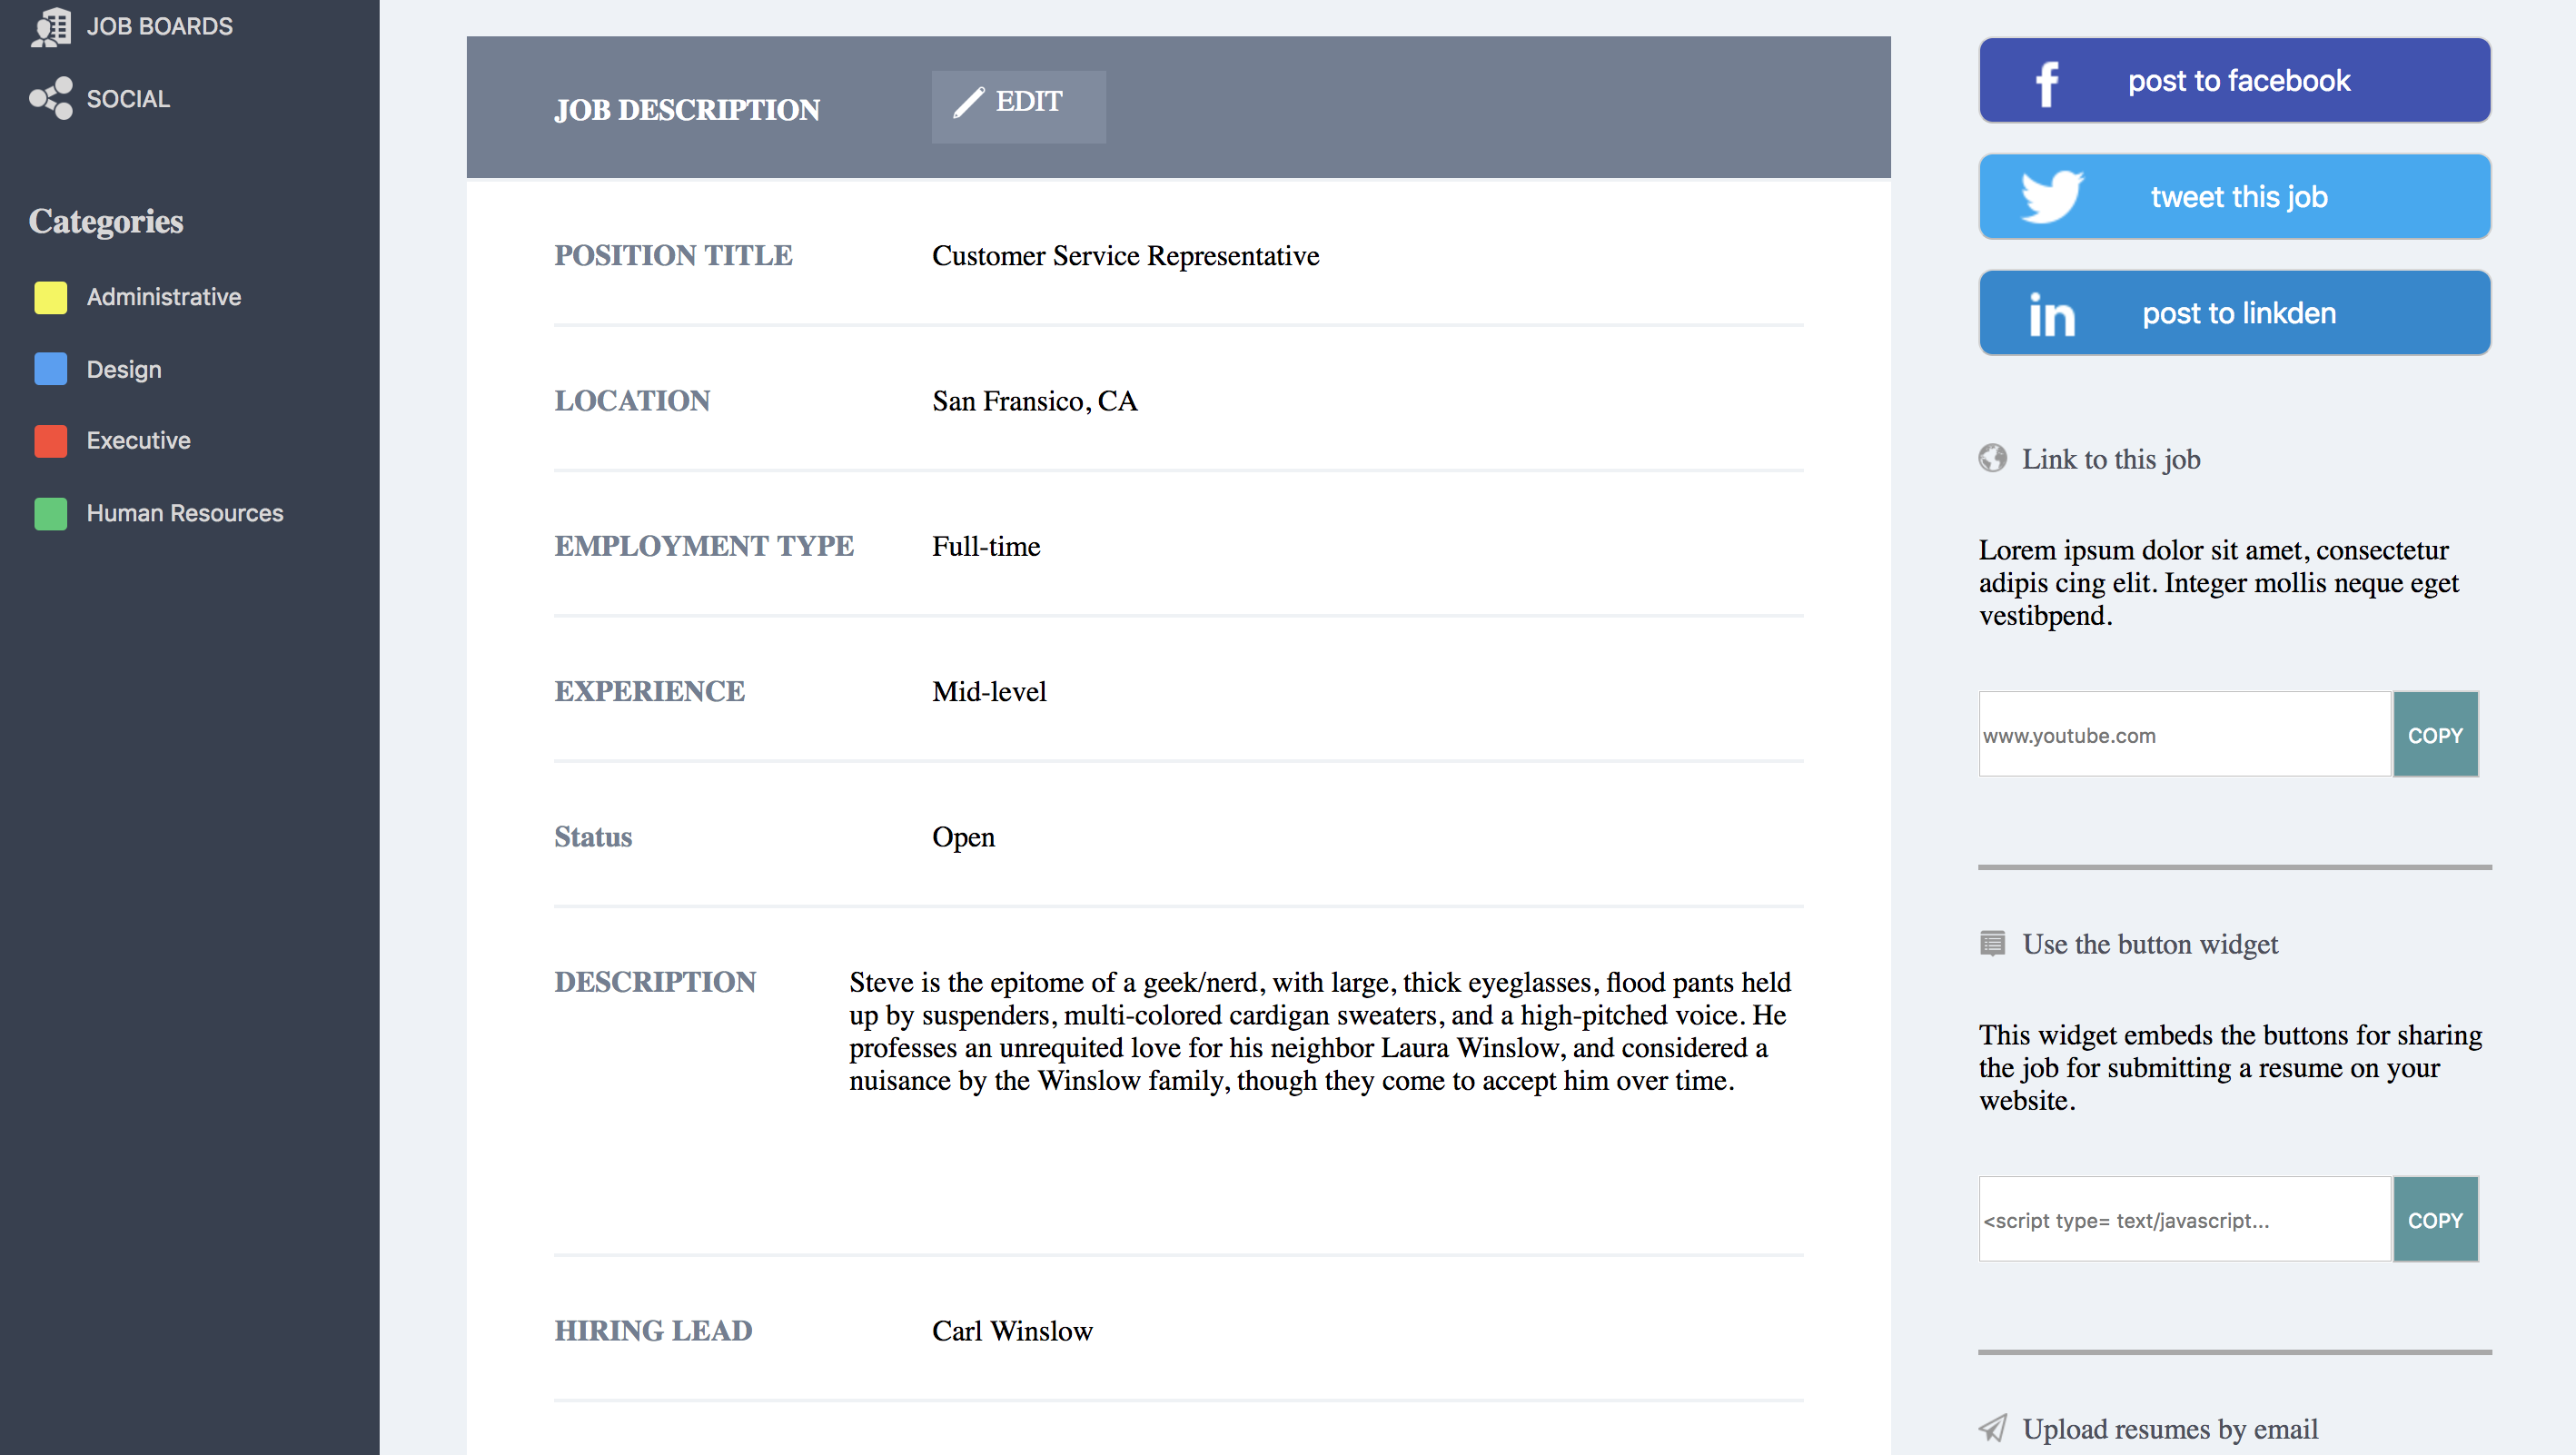 JOB BOARDS
SOCIAL
Categories
Administrative
Design
Executive
Human Resources
JOB DESCRIPTION
EDIT
POSITION TITLE
Customer Service Representative
LOCATION
San Fransico, CA
EMPLOYMENT TYPE
Full-time
EXPERIENCE
Mid-level
Status
Open
DESCRIPTION
Steve is the epitome of a geek/nerd, with large, thick eyeglasses, flood pants held
up by suspenders, multi-colored cardigan sweaters, and a high-pitched voice. He
professes an unrequited love for his neighbor Laura Winslow, and considered a
nuisance by the Winslow family, though they come to accept him over time.
HIRING LEAD
Carl Winslow
f
post to facebook
tweet this job
in
post to linkden
Link to this job
Lorem ipsum dolor sit amet, consectetur
adipis cing elit. Integer mollis neque eget
vestibpend.
www.youtube.com
COPY
Use the button widget
This widget embeds the buttons for sharing
the job for submitting a resume on your
website.
<script type= text/javascript...
COPY
Upload resumes by email